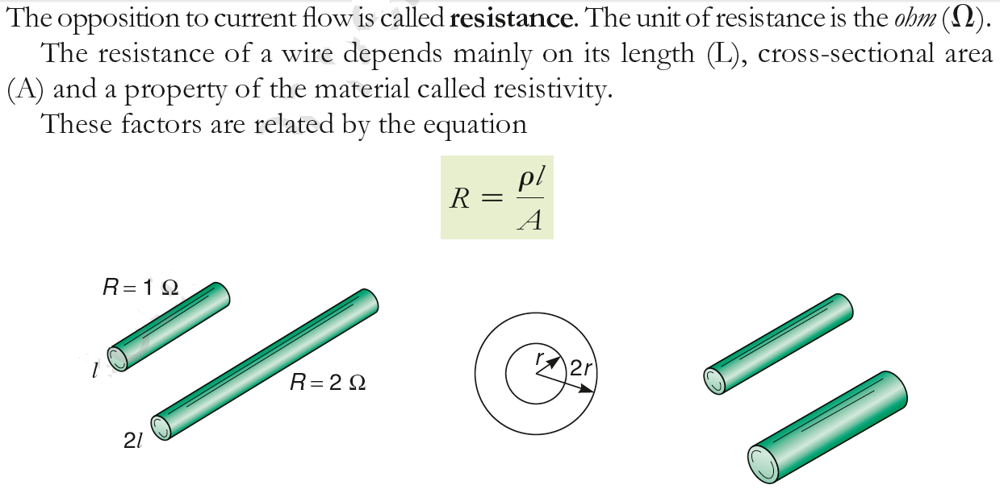 The opposition to current flow is called resistance. The unit of resistance is the ohm (Ω).
The resistance of a wire depends mainly on its length (L), cross-sectional area
(A) and a property of the material called resistivity.
These factors are related by the equation
R = ρl / A
R = 1 Ω
l
R = 2 Ω
2l
r
2r